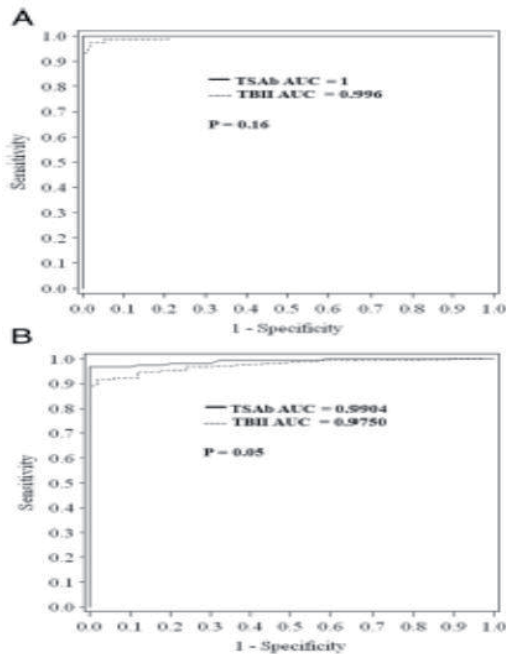 A
1.0
0.9
0.8
0.7
0.6
0.5
0.4
0.3
0.2
0.1
0.0
Sensitivity
TSAb AUC = 1
TBII AUC = 0.996
P = 0.16
0.0 0.1 0.2 0.3 0.4 0.5 0.6 0.7 0.8 0.9 1.0
1 - Specificity
B
1.0
0.9
0.8
0.7
0.6
0.5
0.4
0.3
0.2
0.1
0.0
Sensitivity
TSAb AUC = 0.9904
TBII AUC = 0.9750
P = 0.05
0.0 0.1 0.2 0.3 0.4 0.5 0.6 0.7 0.8 0.9 1.0
1 - Specificity